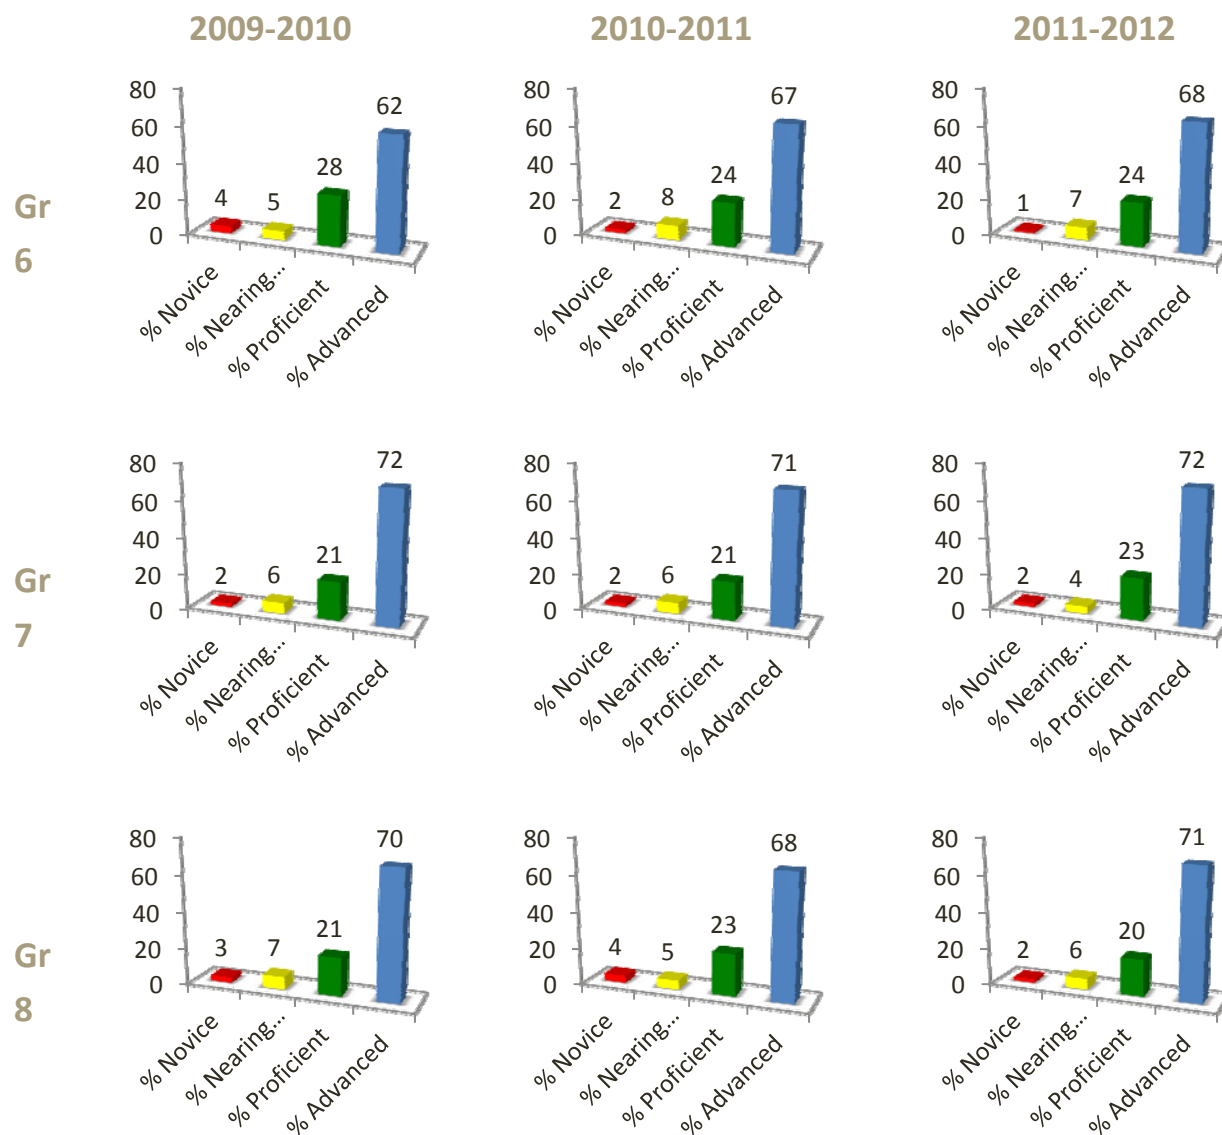 2009-2010 2010-2011 2011-2012
Gr
6
80
60
40
20
0
4 5 28 62
% Novice
% Nearing...
% Proficient
% Advanced
80
60
40
20
0
2 8 24 67
% Novice
% Nearing...
% Proficient
% Advanced
80
60
40
20
0
1 7 24 68
% Novice
% Nearing...
% Proficient
% Advanced
Gr
7
80
60
40
20
0
2 6 21 72
% Novice
% Nearing...
% Proficient
% Advanced
80
60
40
20
0
2 6 21 71
% Novice
% Nearing...
% Proficient
% Advanced
80
60
40
20
0
2 4 23 72
% Novice
% Nearing...
% Proficient
% Advanced
Gr
8
80
60
40
20
0
3 7 21 70
% Novice
% Nearing...
% Proficient
% Advanced
80
60
40
20
0
4 5 23 68
% Novice
% Nearing...
% Proficient
% Advanced
80
60
40
20
0
2 6 20 71
% Novice
% Nearing...
% Proficient
% Advanced